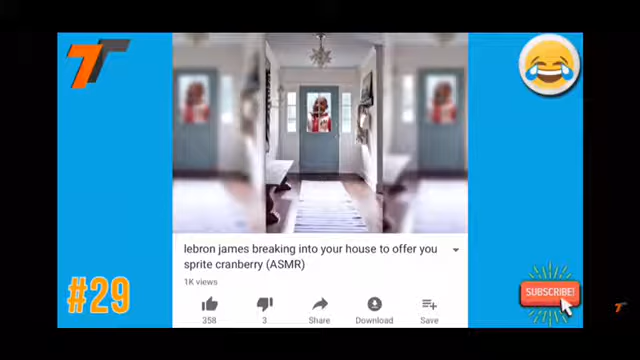 lebron james breaking into your house to offer you
sprite cranberry (ASMR)
1K views
358
3
Share
Download
Save
#29
SUBSCRIBE!